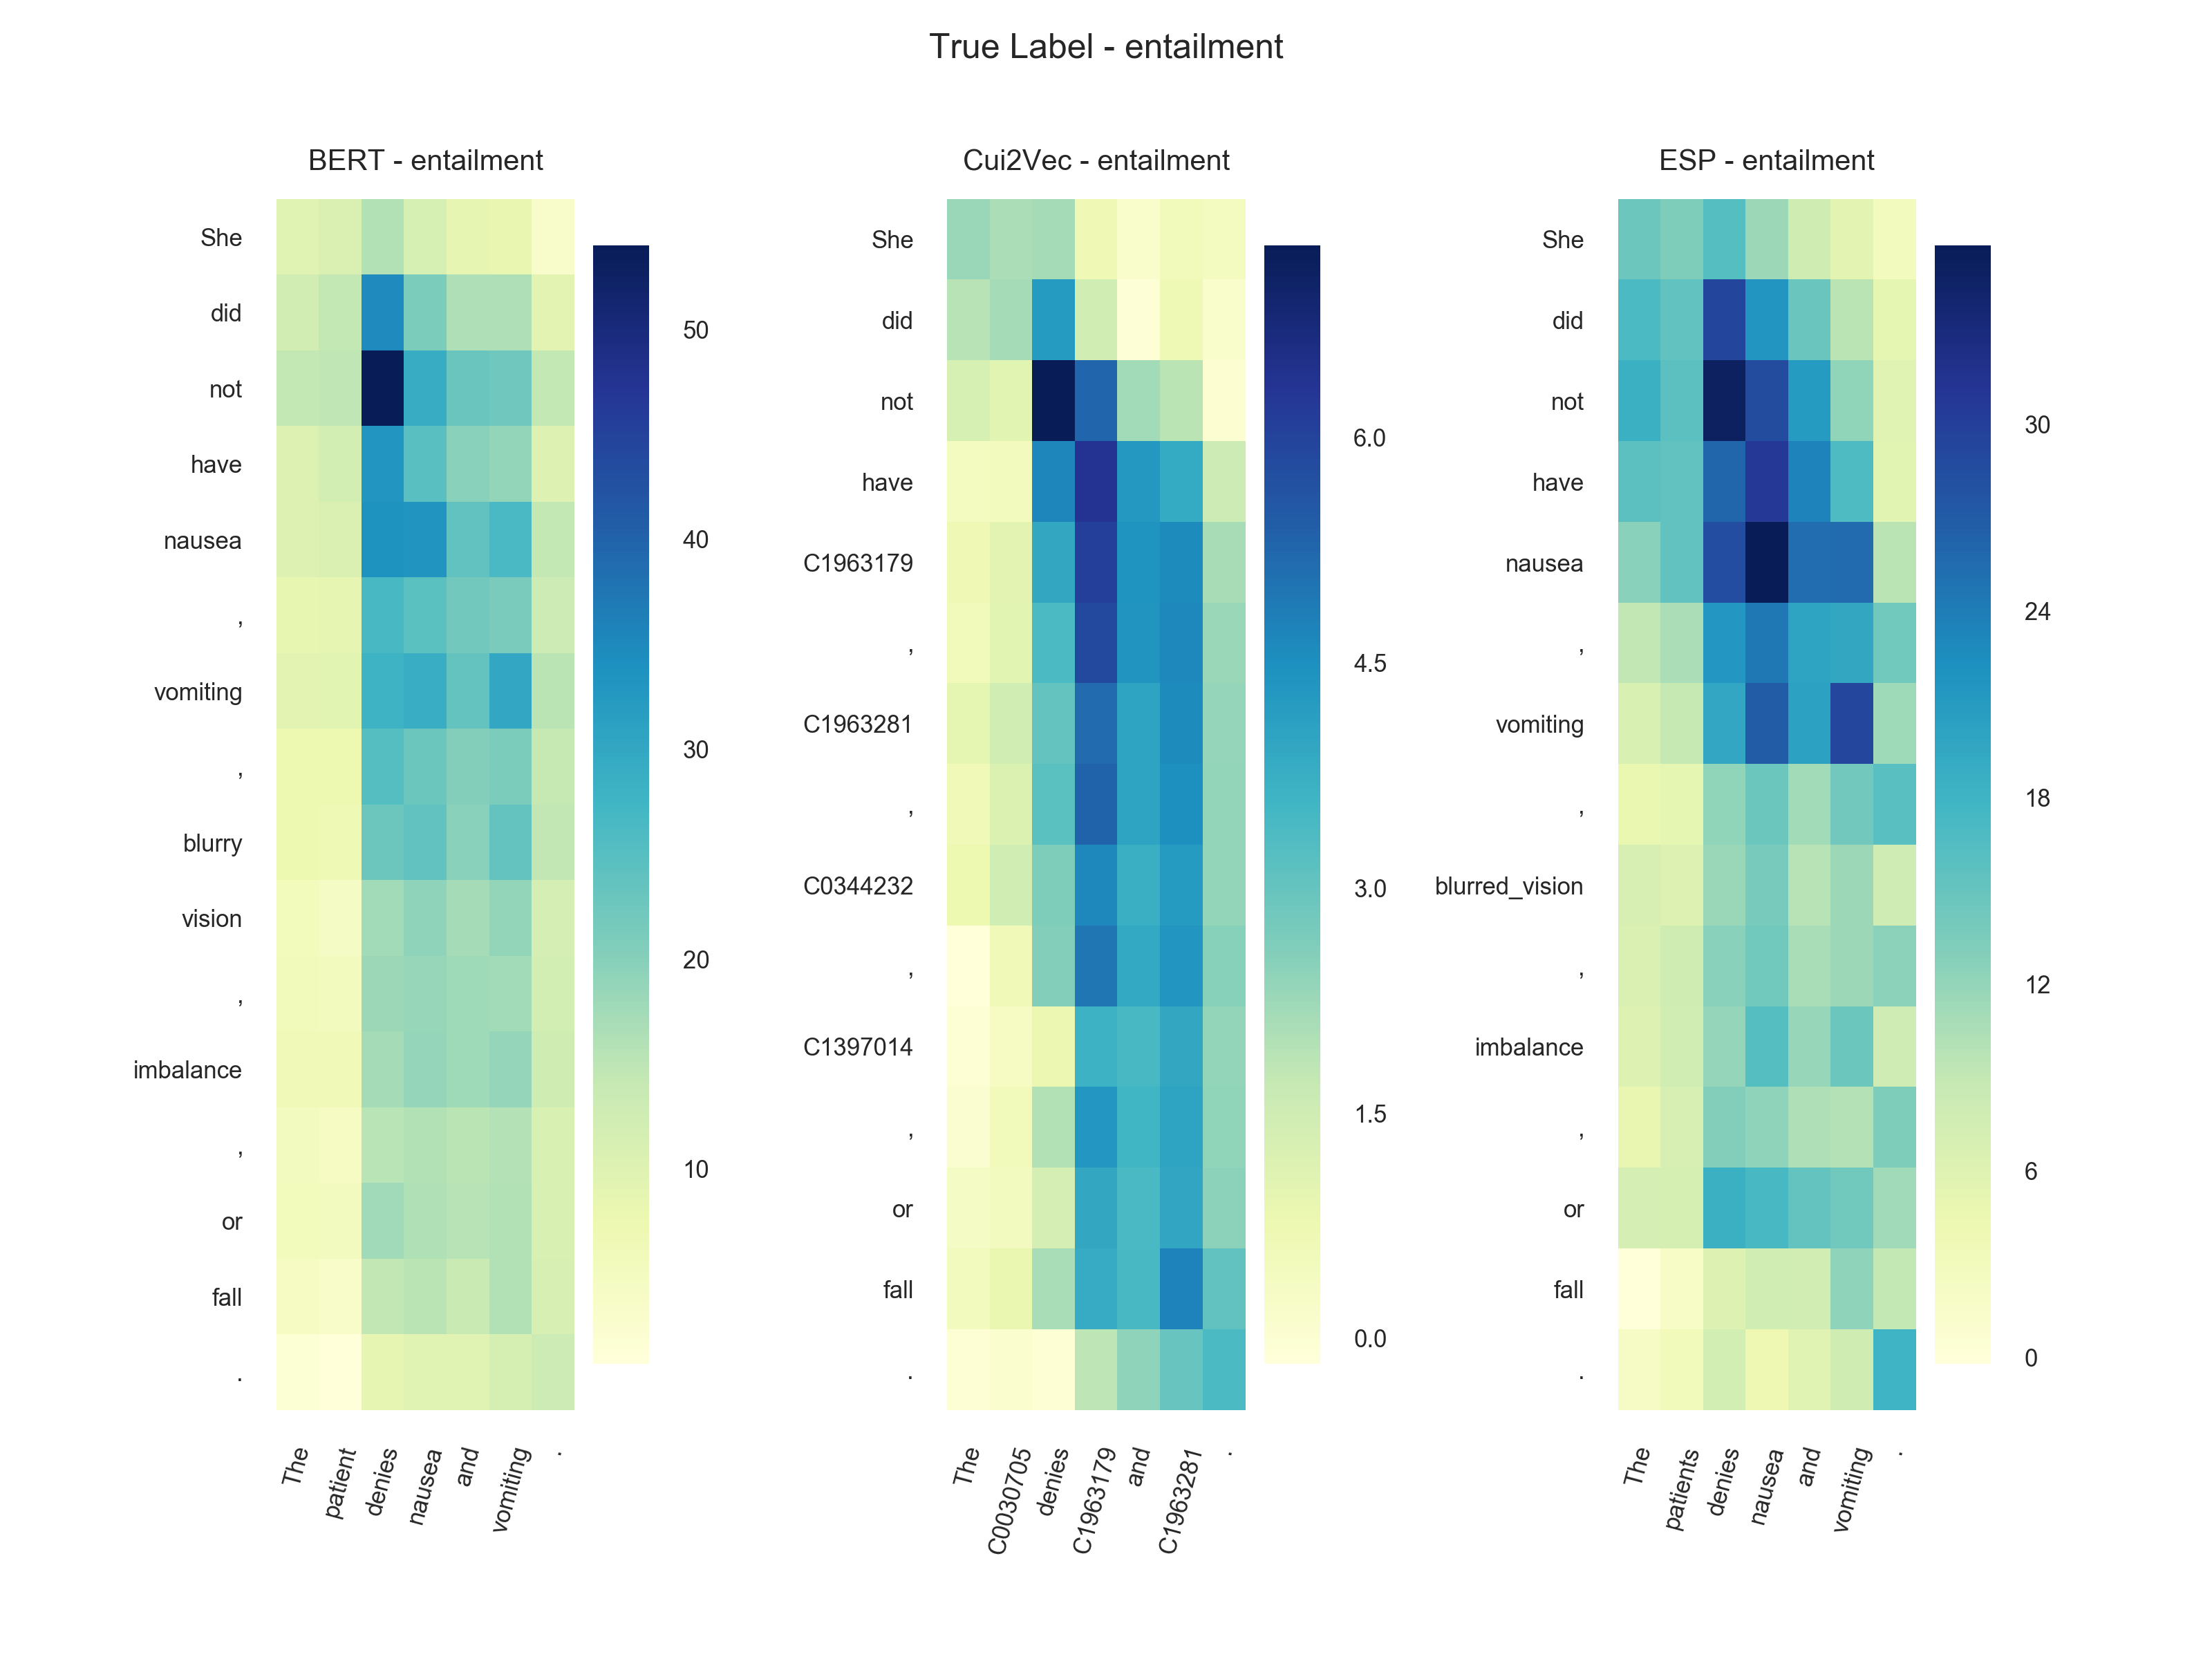 True Label - entailment
BERT - entailment
She
did
not
have
nausea
,
vomiting
,
blurry
vision
,
imbalance
,
or
fall
.
The
patient
denies
nausea
and
vomiting
.
50
40
30
20
10
Cui2Vec - entailment
She
did
not
have
C1963179
,
C1963281
,
C0344232
,
C1397014
,
or
fall
.
The
C0030705
denies
C1963179
and
C1963281
.
6.0
4.5
3.0
1.5
0.0
ESP - entailment
She
did
not
have
nausea
,
vomiting
,
blurred_vision
,
imbalance
,
or
fall
.
The
patients
denies
nausea
and
vomiting
.
30
24
18
12
6
0